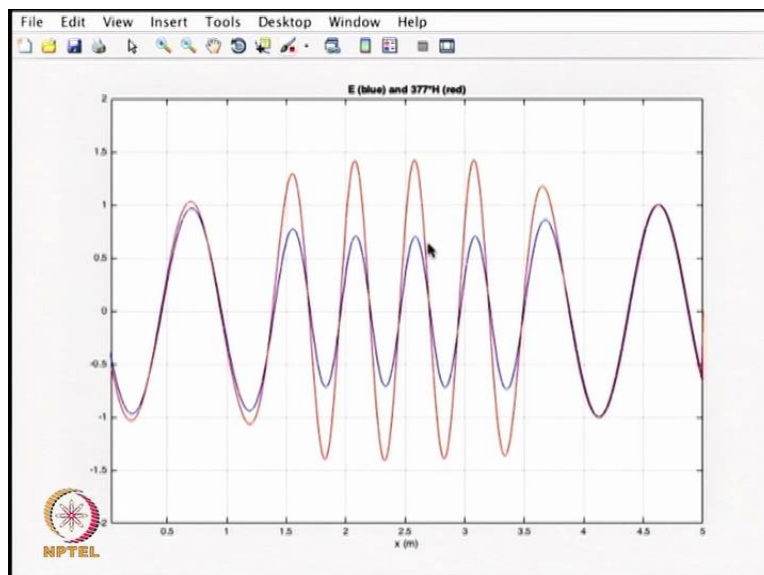 File Edit View Insert Tools Desktop Window Help
E (blue) and 377*H (red)
2
1.5
1
0.5
0
-0.5
-1
-1.5
-2
0.5 1 1.5 2 2.5 3 3.5 4 4.5 5
x (m)
NPTEL